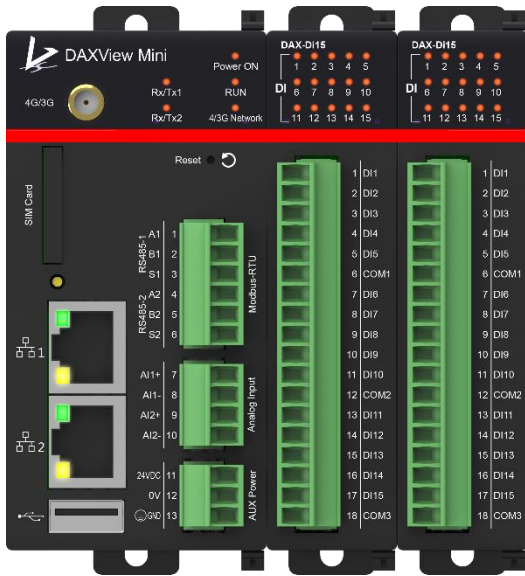 DAXView Mini
Power ON
4G/3G
Rx/Tx1
RUN
Rx/Tx2
4/3G Network
DAX-Di15
1 2 3 4 5
DI 6 7 8 9 10
11 12 13 14 15
DAX-Di15
1 2 3 4 5
DI 6 7 8 9 10
11 12 13 14 15
Reset
SIM Card
RS485-1
A1 1
B1 2
S1 3
RS485-2
A2 4
B2 5
S2 6
Modbus-RTU
1
2
AI1+ 7
AI1- 8
AI2+ 9
AI2- 10
Analog Input
24VDC 11
0V 12
GND 13
AUX Power
1 DI1
2 DI2
3 DI3
4 DI4
5 DI5
6 COM1
7 DI6
8 DI7
9 DI8
10 DI9
11 DI10
12 COM2
13 DI11
14 DI12
15 DI13
16 DI14
17 DI15
18 COM3
1 DI1
2 DI2
3 DI3
4 DI4
5 DI5
6 COM1
7 DI6
8 DI7
9 DI8
10 DI9
11 DI10
12 COM2
13 DI11
14 DI12
15 DI13
16 DI14
17 DI15
18 COM3